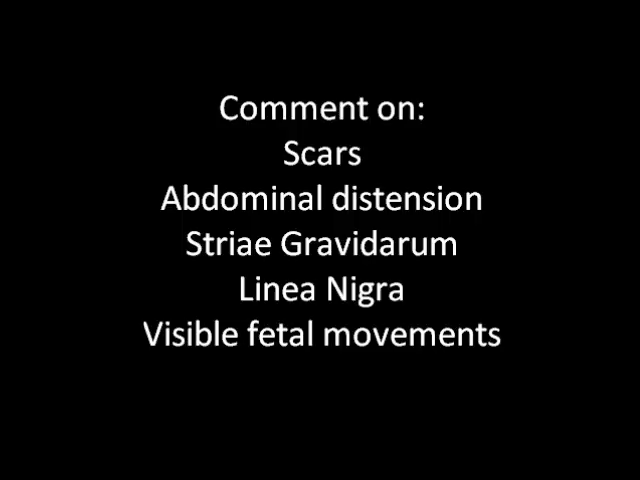 Comment on:
Scars
Abdominal distension
Striae Gravidarum
Linea Nigra
Visible fetal movements